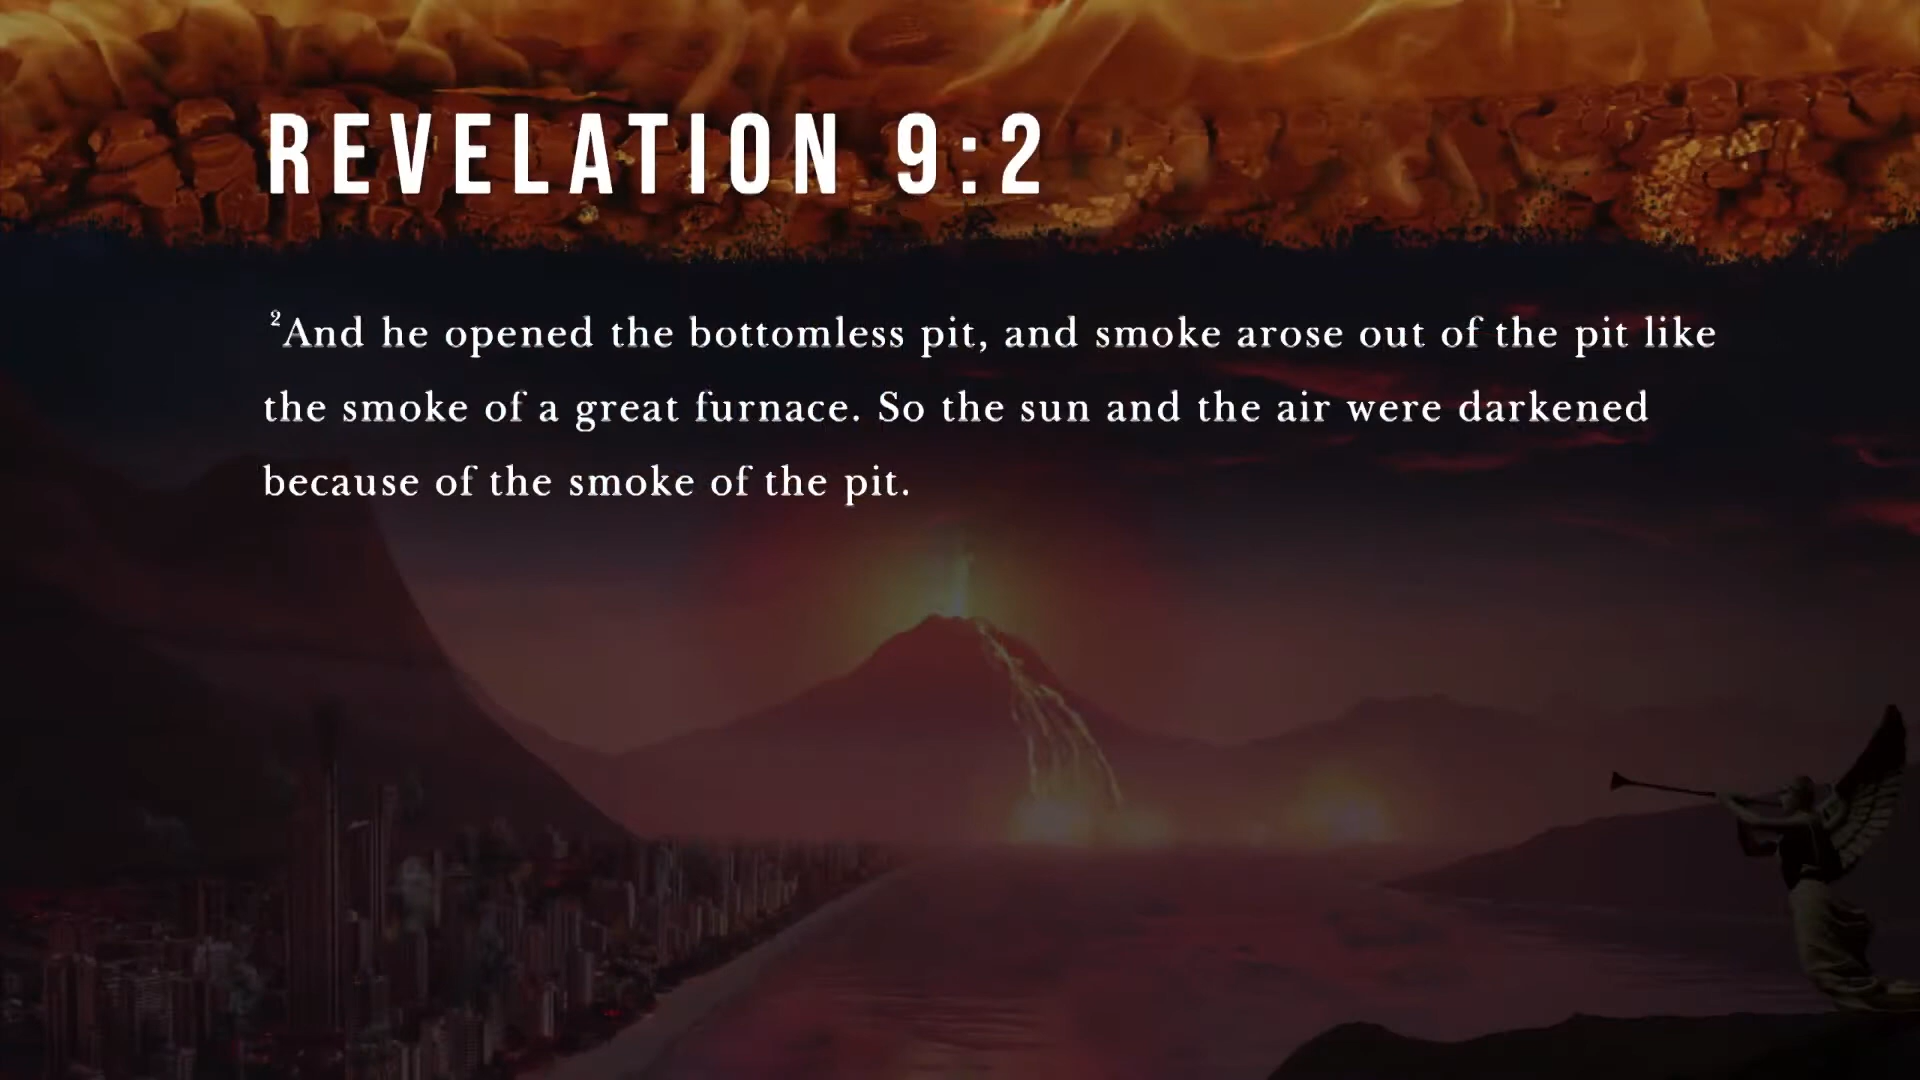 REVELATION 9:2
²And he opened the bottomless pit, and smoke arose out of the pit like
the smoke of a great furnace. So the sun and the air were darkened
because of the smoke of the pit.